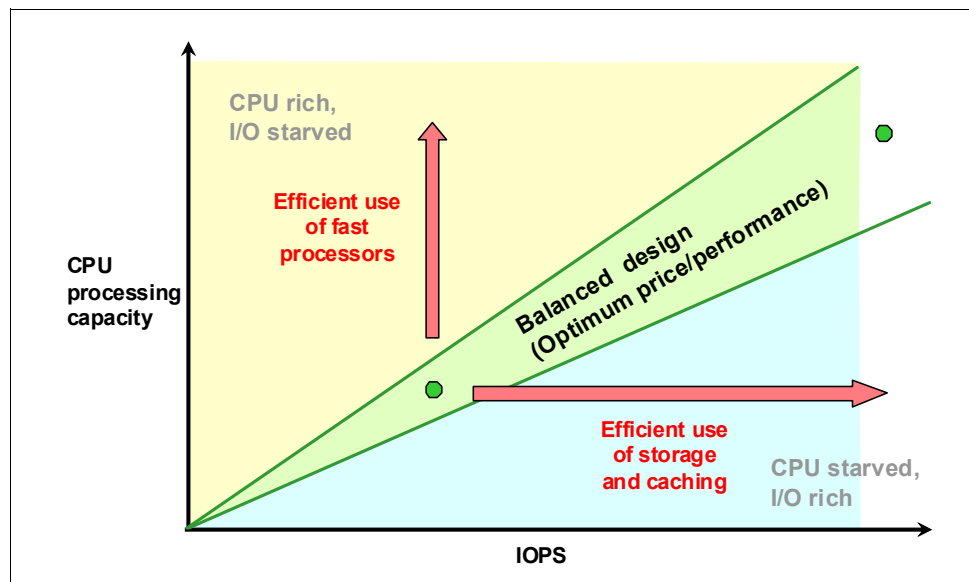 CPU rich,
I/O starved
Efficient use
of fast
processors
CPU
processing
capacity
Balanced design
(Optimum price/performance)
Efficient use
of storage
and caching
CPU starved,
I/O rich
IOPS